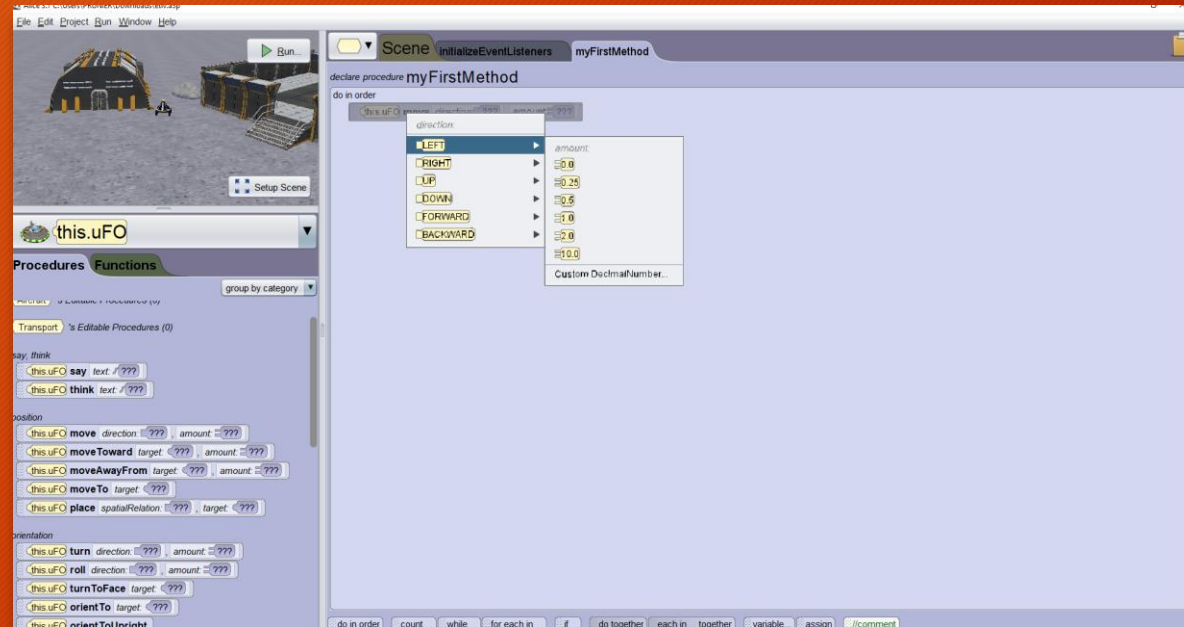 File Edit Project Run Window Help
Run...
Setup Scene
this.uFO
Procedures Functions
group by category
Transport 's Editable Procedures (0)
say, think
this.uFO say text: ???
this.uFO think text: ???
position
this.uFO move direction: ??? , amount: ???
this.uFO moveToward target: ??? , amount: ???
this.uFO moveAwayFrom target: ??? , amount: ???
this.uFO moveTo target: ???
this.uFO place spatialRelation: ??? , target: ???
orientation
this.uFO turn direction: ??? , amount: ???
this.uFO roll direction: ??? , amount: ???
this.uFO turnToFace target: ???
this.uFO orientTo target: ???
this.uFO orientToUpright
Scene initializeEventListeners myFirstMethod
declare procedure myFirstMethod
do in order
this.uFO move direction: ??? , amount: ???
direction:
LEFT
RIGHT
UP
DOWN
FORWARD
BACKWARD
amount:
0.0
0.25
0.5
1.0
2.0
10.0
Custom DecimalNumber...
do in order count while for each in if do together each in together variable... assign //comment